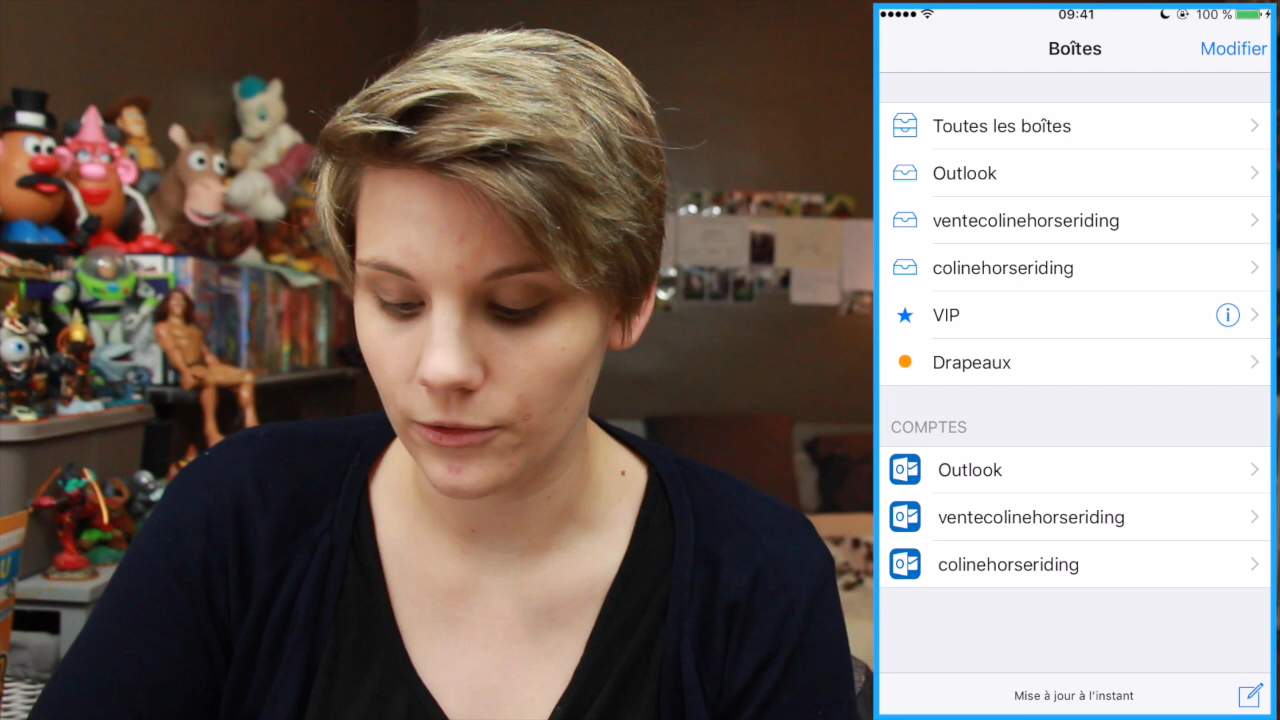 09:41
100 %
Boîtes
Modifier
Toutes les boîtes
Outlook
ventecolinehorseriding
colinehorseriding
VIP
Drapeaux
COMPTES
Outlook
ventecolinehorseriding
colinehorseriding
Mise à jour à l'instant